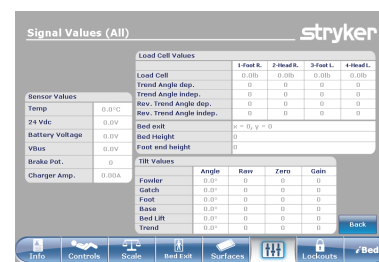 Signal Values (All)
stryker
Load Cell Values
1-Foot R. 2-Head R. 3-Foot L. 4-Head L.
Load Cell 0.0lb 0.0lb 0.0lb 0.0lb
Trend Angle dep. 0 0 0 0
Trend Angle indep. 0 0 0 0
Rev. Trend Angle dep. 0 0 0 0
Rev. Trend Angle indep. 0 0 0 0
Bed exit x = 0, y = 0
Bed Height 0
Foot end height 0
Sensor Values
Temp 0.0°C
24 Vdc 0.0V
Battery Voltage 0.0V
VBus 0.0V
Brake Pot. 0
Charger Amp. 0.00A
Tilt Values
Angle Raw Zero Gain
Fowler 0.0° 0 0 0
Gatch 0.0° 0 0 0
Foot 0.0° 0 0 0
Base 0.0° 0 0 0
Bed Lift 0.0° 0 0 0
Trend 0.0° 0 0 0
Back
Info Controls Scale Bed Exit Surfaces Lockouts iBed